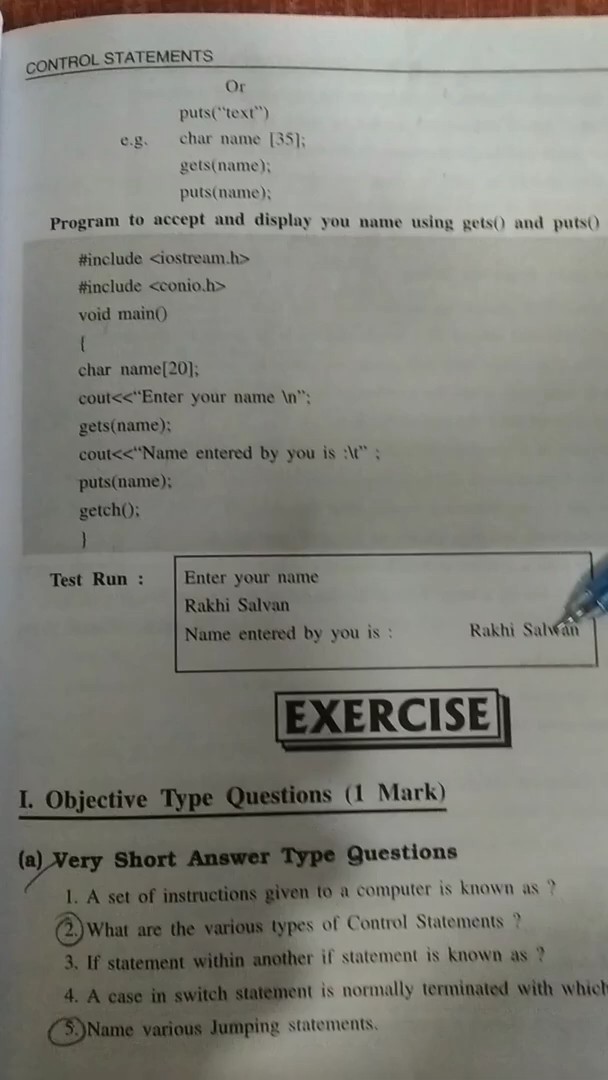 CONTROL STATEMENTS
Or
puts("text")
e.g. char name [35];
gets(name);
puts(name);
Program to accept and display you name using gets() and puts()
#include <iostream.h>
#include <conio.h>
void main()
{
char name[20];
cout<<"Enter your name \n";
gets(name);
cout<<"Name entered by you is :\t" ;
puts(name);
getch();
}
Test Run : Enter your name
Rakhi Salvan
Name entered by you is : Rakhi Salwan
EXERCISE
I. Objective Type Questions (1 Mark)
(a) Very Short Answer Type Questions
1. A set of instructions given to a computer is known as ?
2. What are the various types of Control Statements ?
3. If statement within another if statement is known as ?
4. A case in switch statement is normally terminated with which
5. Name various Jumping statements.